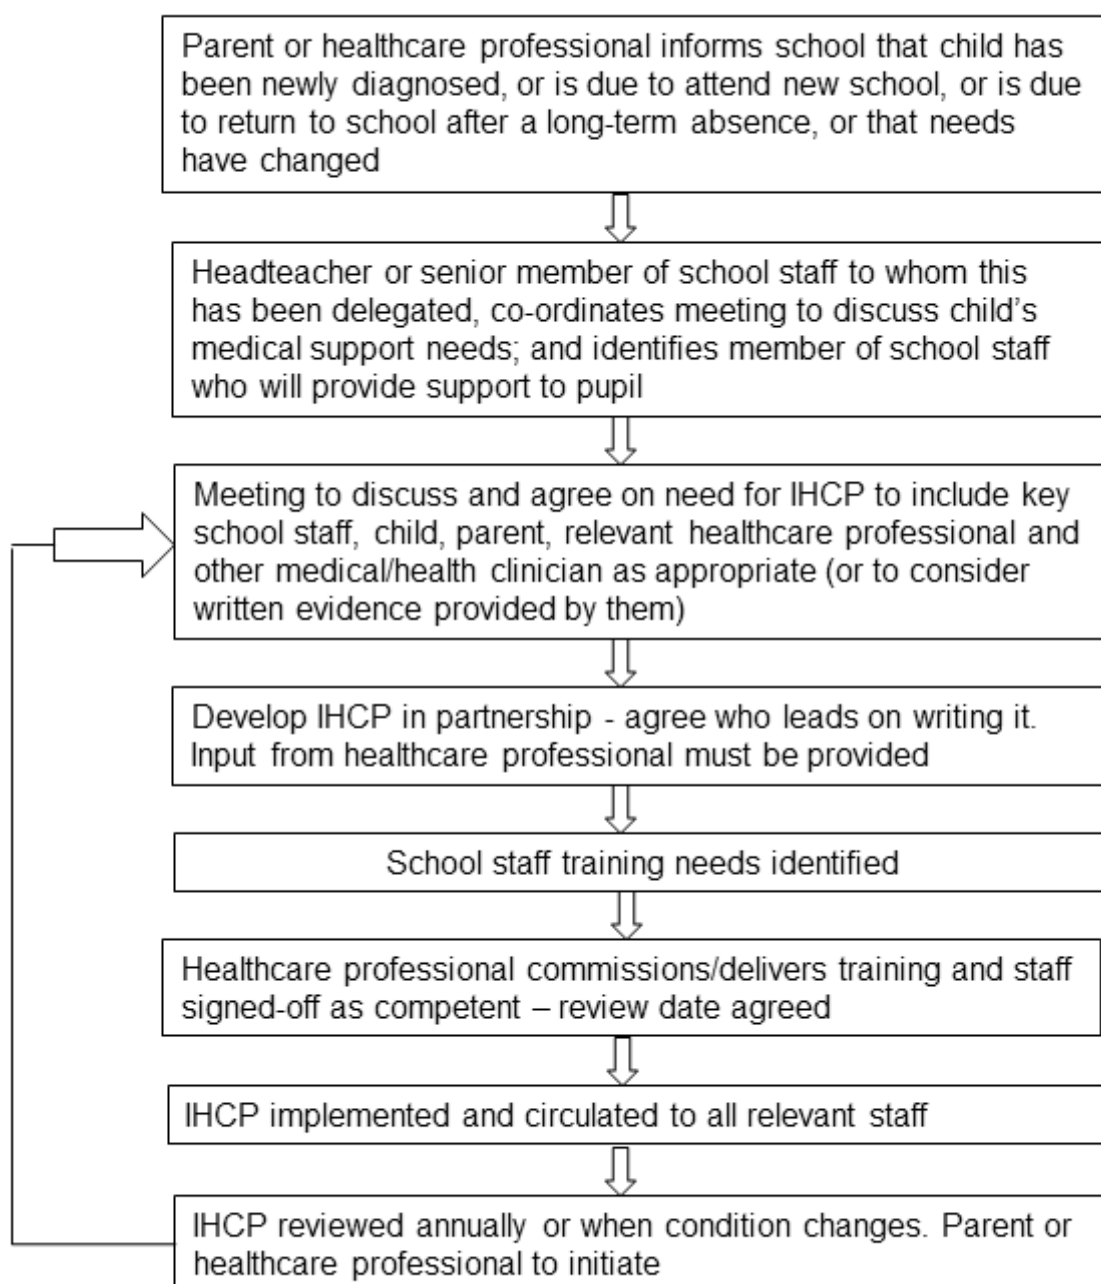 Parent or healthcare professional informs school that child has
been newly diagnosed, or is due to attend new school, or is due
to return to school after a long-term absence, or that needs
have changed
Headteacher or senior member of school staff to whom this
has been delegated, co-ordinates meeting to discuss child's
medical support needs; and identifies member of school staff
who will provide support to pupil
Meeting to discuss and agree on need for IHCP to include key
school staff, child, parent, relevant healthcare professional and
other medical/health clinician as appropriate (or to consider
written evidence provided by them)
Develop IHCP in partnership - agree who leads on writing it.
Input from healthcare professional must be provided
School staff training needs identified
Healthcare professional commissions/delivers training and staff
signed-off as competent – review date agreed
IHCP implemented and circulated to all relevant staff
IHCP reviewed annually or when condition changes. Parent or
healthcare professional to initiate